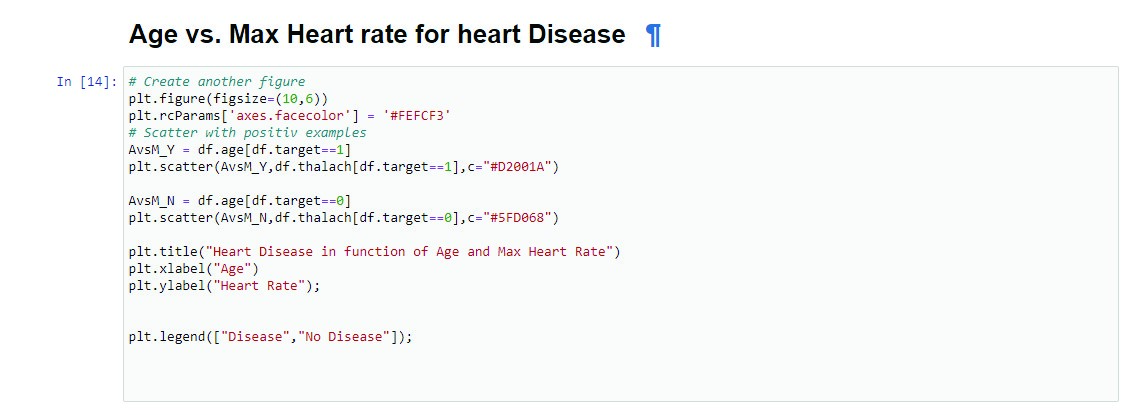 Age vs. Max Heart rate for heart Disease ¶
In [14]: # Create another figure
plt.figure(figsize=(10,6))
plt.rcParams['axes.facecolor'] = '#FEFCF3'
# Scatter with positiv examples
AvsM_Y = df.age[df.target==1]
plt.scatter(AvsM_Y,df.thalach[df.target==1],c="#D2001A")
AvsM_N = df.age[df.target==0]
plt.scatter(AvsM_N,df.thalach[df.target==0],c="#5FD068")
plt.title("Heart Disease in function of Age and Max Heart Rate")
plt.xlabel("Age")
plt.ylabel("Heart Rate");
plt.legend(["Disease","No Disease"]);